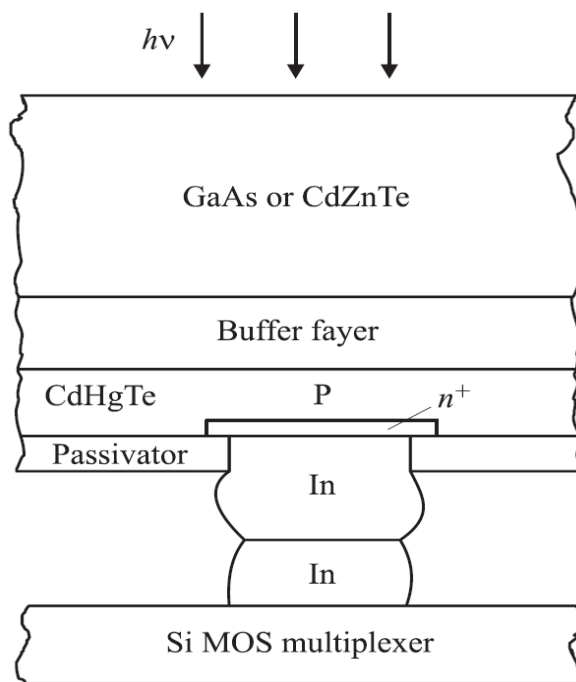 hν
GaAs or CdZnTe
Buffer fayer
CdHgTe P n⁺
Passivator
In
In
Si MOS multiplexer